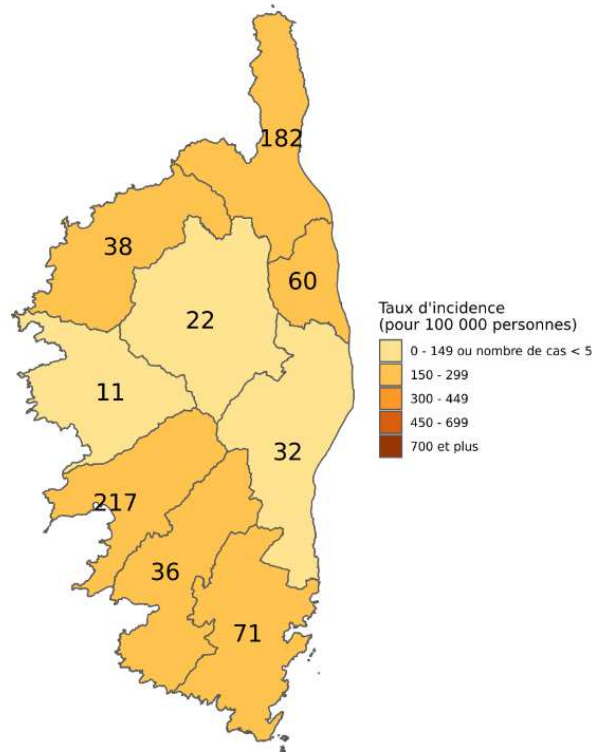 182
38
60
22
11
32
217
36
71
Taux d'incidence
(pour 100 000 personnes)
0 - 149 ou nombre de cas < 5
150 - 299
300 - 449
450 - 699
700 et plus